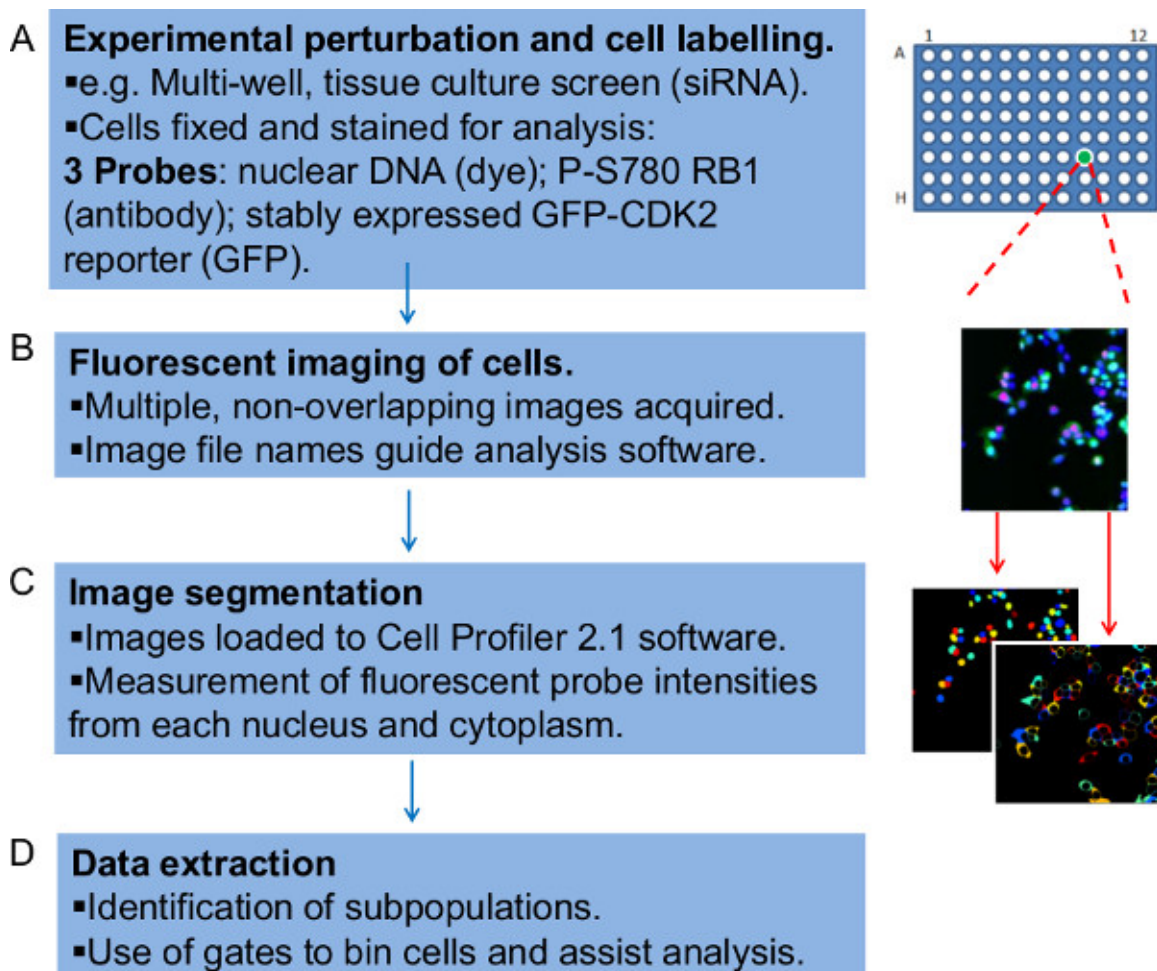 A
Experimental perturbation and cell labelling.
▪e.g. Multi-well, tissue culture screen (siRNA).
▪Cells fixed and stained for analysis:
3 Probes: nuclear DNA (dye); P-S780 RB1
(antibody); stably expressed GFP-CDK2
reporter (GFP).
1 12
A
H
B
Fluorescent imaging of cells.
▪Multiple, non-overlapping images acquired.
▪Image file names guide analysis software.
C
Image segmentation
▪Images loaded to Cell Profiler 2.1 software.
▪Measurement of fluorescent probe intensities
from each nucleus and cytoplasm.
D
Data extraction
▪Identification of subpopulations.
▪Use of gates to bin cells and assist analysis.